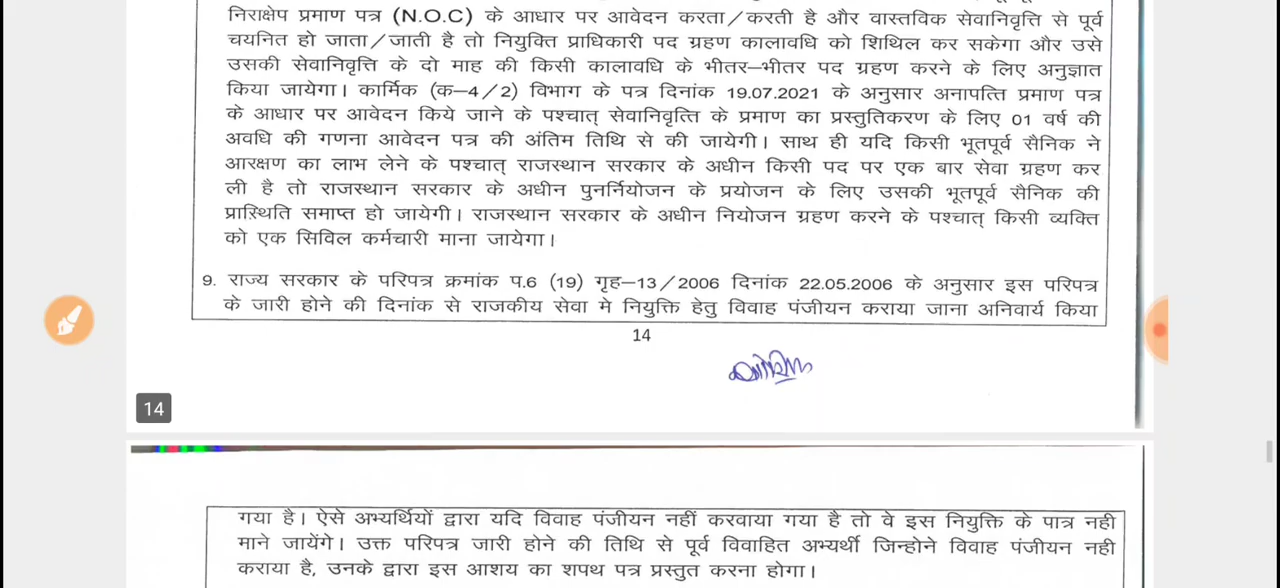 निराक्षेप प्रमाण पत्र (N.O.C) के आधार पर आवेदन करता/करती है और वास्तविक सेवानिवृत्ति से पूर्व
चयनित हो जाता/जाती है तो नियुक्ति प्राधिकारी पद ग्रहण कालावधि को शिथिल कर सकेगा और उसे
उसकी सेवानिवृत्ति के दो माह की किसी कालावधि के भीतर–भीतर पद ग्रहण करने के लिए अनुज्ञात
किया जायेगा। कार्मिक (क–4/2) विभाग के पत्र दिनांक 19.07.2021 के अनुसार अनापत्ति प्रमाण पत्र
के आधार पर आवेदन किये जाने के पश्चात् सेवानिवृत्ति के प्रमाण का प्रस्तुतिकरण के लिए 01 वर्ष की
अवधि की गणना आवेदन पत्र की अंतिम तिथि से की जायेगी। साथ ही यदि किसी भूतपूर्व सैनिक ने
आरक्षण का लाभ लेने के पश्चात् राजस्थान सरकार के अधीन किसी पद पर एक बार सेवा ग्रहण कर
ली है तो राजस्थान सरकार के अधीन पुनर्नियोजन के प्रयोजन के लिए उसकी भूतपूर्व सैनिक की
प्रास्थिति समाप्त हो जायेगी। राजस्थान सरकार के अधीन नियोजन ग्रहण करने के पश्चात् किसी व्यक्ति
को एक सिविल कर्मचारी माना जायेगा।
9. राज्य सरकार के परिपत्र क्रमांक प.6 (19) गृह–13/2006 दिनांक 22.05.2006 के अनुसार इस परिपत्र
के जारी होने की दिनांक से राजकीय सेवा मे नियुक्ति हेतु विवाह पंजीयन कराया जाना अनिवार्य किया
14
14
गया है। ऐसे अभ्यर्थियों द्वारा यदि विवाह पंजीयन नहीं करवाया गया है तो वे इस नियुक्ति के पात्र नही
माने जायेंगे। उक्त परिपत्र जारी होने की तिथि से पूर्व विवाहित अभ्यर्थी जिन्होने विवाह पंजीयन नही
कराया है, उनके द्वारा इस आशय का शपथ पत्र प्रस्तुत करना होगा।